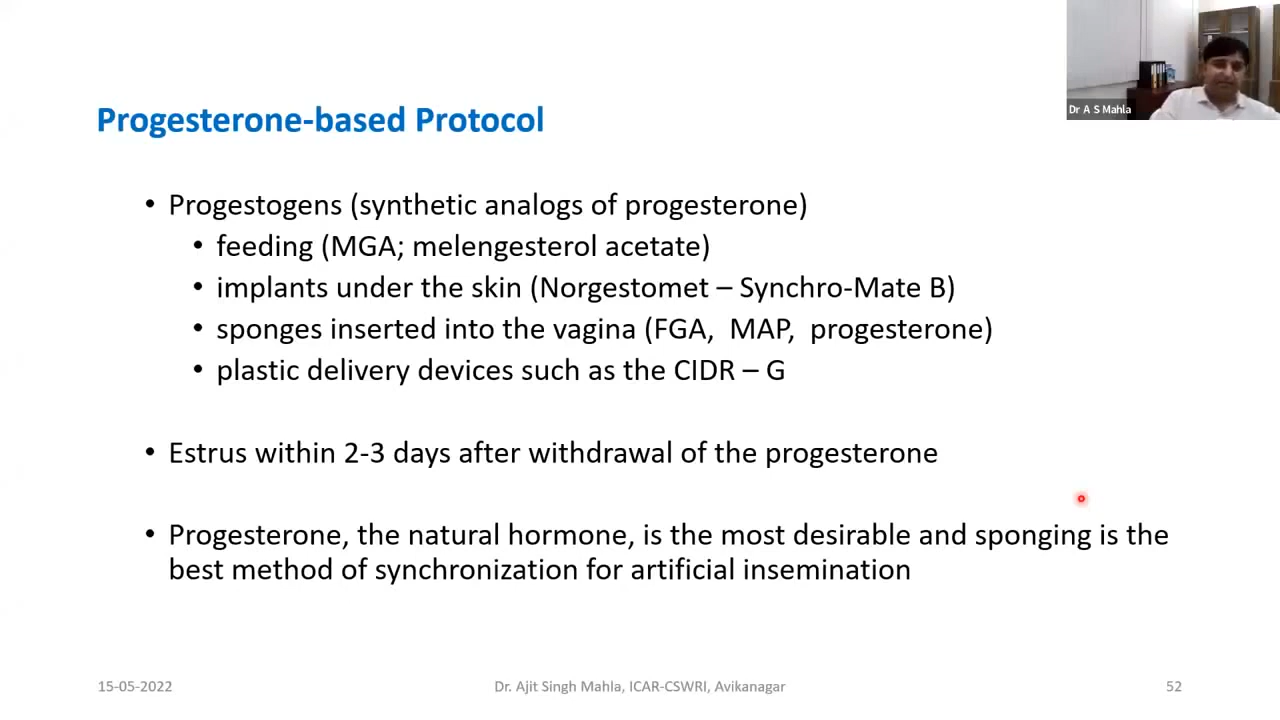 Dr A S Mahla
Progesterone-based Protocol
• Progestogens (synthetic analogs of progesterone)
• feeding (MGA; melengesterol acetate)
• implants under the skin (Norgestomet – Synchro-Mate B)
• sponges inserted into the vagina (FGA, MAP, progesterone)
• plastic delivery devices such as the CIDR – G
• Estrus within 2-3 days after withdrawal of the progesterone
• Progesterone, the natural hormone, is the most desirable and sponging is the
best method of synchronization for artificial insemination
15-05-2022
Dr. Ajit Singh Mahla, ICAR-CSWRI, Avikanagar
52